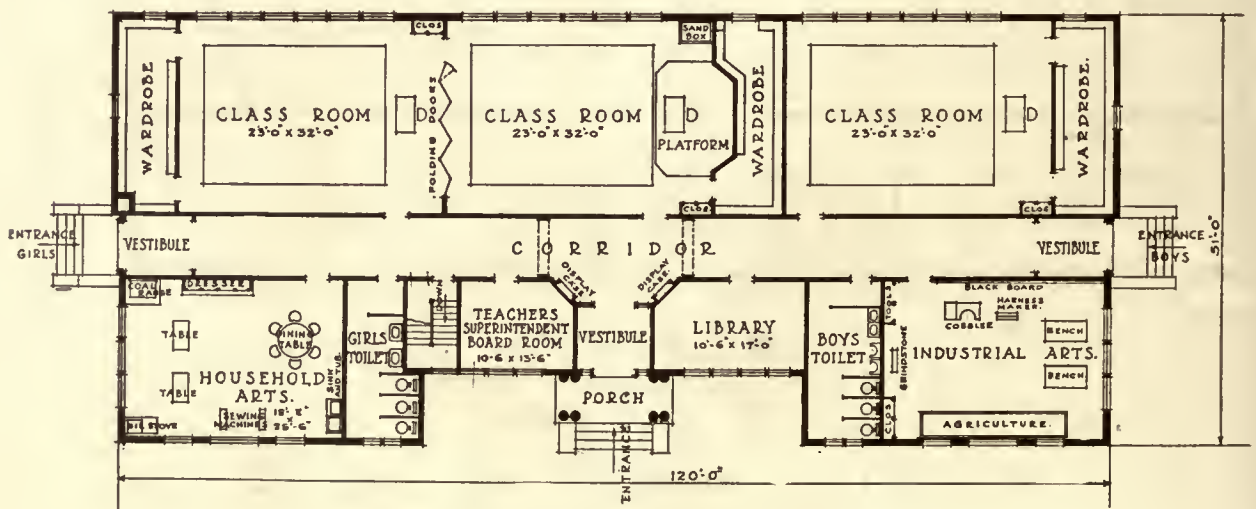 CLOS
SAND
BOX
WARDROBE
CLASS ROOM
23'-0" X 32'-0"
D
FOLDING DOORS
CLASS ROOM
23'-0" X 32'-0"
D
PLATFORM
WARDROBE
CLASS ROOM
23'-0" X 32'-0"
D
WARDROBE.
CLOS
CLOS
ENTRANCE
GIRLS
VESTIBULE
CORRIDOR
VESTIBULE
ENTRANCE
BOYS
51'-0"
COAL
RANGE
DRESSER
DISPLAY
CASE
DISPLAY
CASE
TABLE
DINING
TABLE
TABLE
HOUSEHOLD
ARTS.
SEWING
MACHINES
OIL STOVE
SINK
AND TUB.
GIRLS
TOILET
DOWN
TEACHERS
SUPERINTENDENT
BOARD ROOM
10'-6 X 13'-6"
VESTIBULE
LIBRARY
10'-6" X 17'-0"
BOYS
TOILET
TOOLS
GRINDSTONE
CLOS
BLACK BOARD
HARNESS
MAKER.
COBBLER
BENCH
INDUSTRIAL ARTS.
BENCH
AGRICULTURE.
PORCH
ENTRANCE
120'-0"